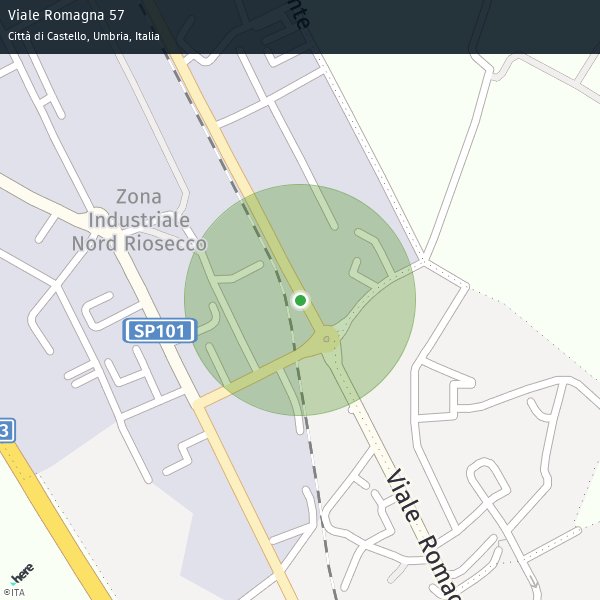 Viale Romagna 57
Città di Castello, Umbria, Italia
nte
Zona
Industriale
Nord Riosecco
SP101
3
Viale Romag
here
©ITA